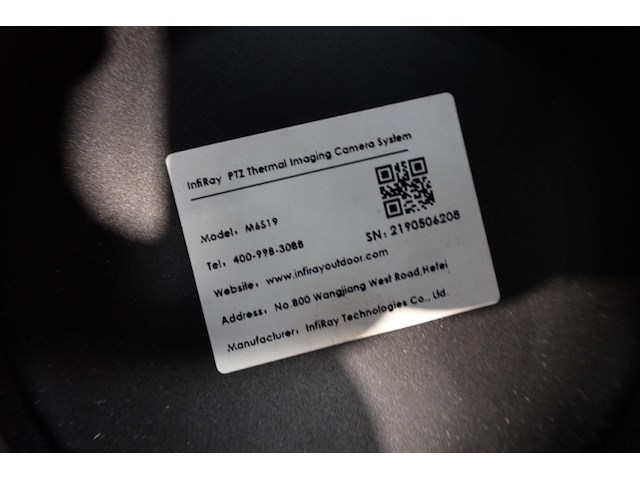 InfiRay PTZ Thermal Imaging Camera System
Model: M6S19
Tel: 400-998-3088
SN: 2190506208
Website: www.infirayoutdoor.com
Address: No.800 Wangjiang West Road,Hefei
Manufacturer: InfiRay Technologies Co., Ltd.